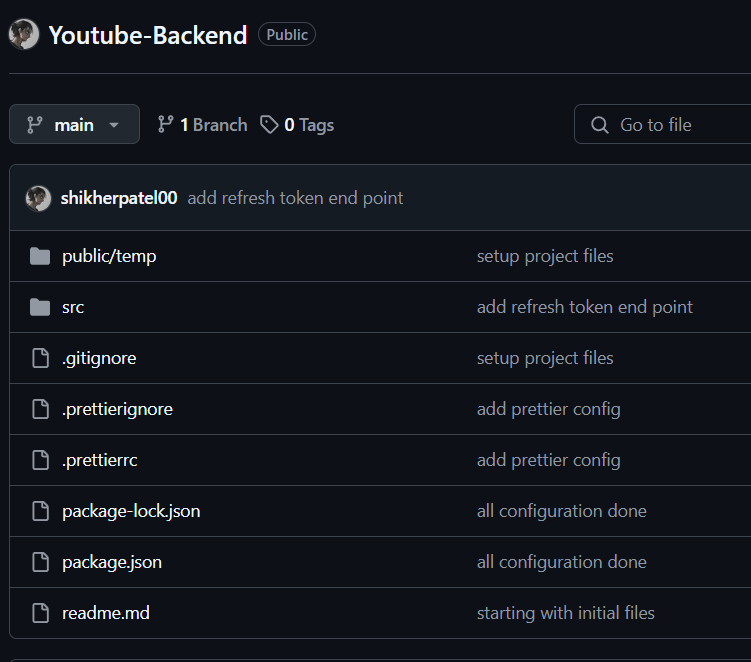 Youtube-Backend Public
main 1 Branch 0 Tags Go to file
shikherpatel00 add refresh token end point
public/temp setup project files
src add refresh token end point
.gitignore setup project files
.prettierignore add prettier config
.prettierrc add prettier config
package-lock.json all configuration done
package.json all configuration done
readme.md starting with initial files